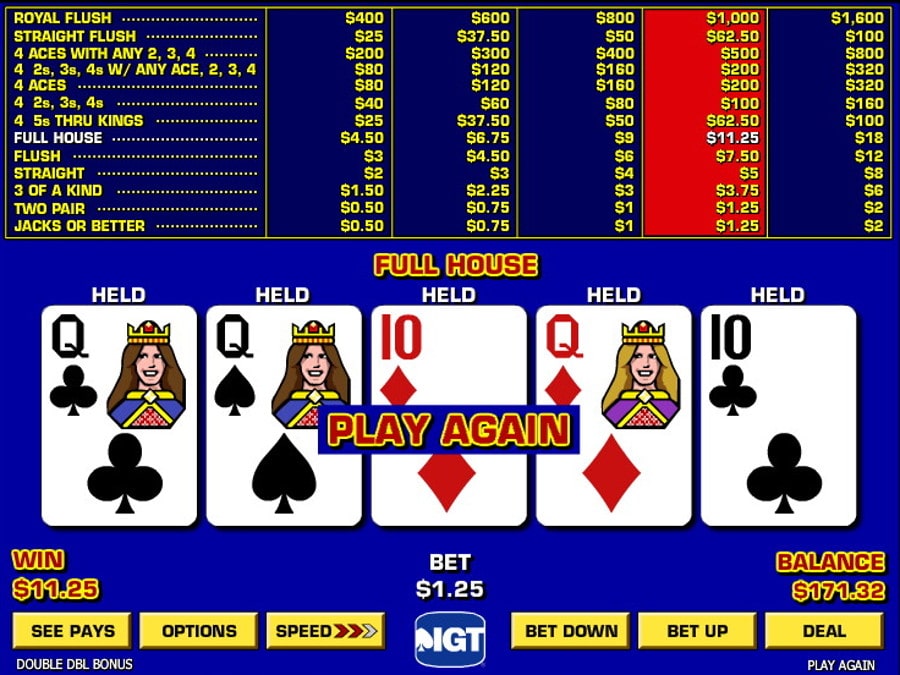 ROYAL FLUSH $400 $600 $800 $1,000 $1,600
STRAIGHT FLUSH $25 $37.50 $50 $62.50 $100
4 ACES WITH ANY 2, 3, 4 $200 $300 $400 $500 $800
4 2s, 3s, 4s W/ ANY ACE, 2, 3, 4 $80 $120 $160 $200 $320
4 ACES $80 $120 $160 $200 $320
4 2s, 3s, 4s $40 $60 $80 $100 $160
4 5s THRU KINGS $25 $37.50 $50 $62.50 $100
FULL HOUSE $4.50 $6.75 $9 $11.25 $18
FLUSH $3 $4.50 $6 $7.50 $12
STRAIGHT $2 $3 $4 $5 $8
3 OF A KIND $1.50 $2.25 $3 $3.75 $6
TWO PAIR $0.50 $0.75 $1 $1.25 $2
JACKS OR BETTER $0.50 $0.75 $1 $1.25 $2
FULL HOUSE
HELD HELD HELD HELD HELD
Q Q 10 Q 10
PLAY AGAIN
WIN BET BALANCE
$11.25 $1.25 $171.32
SEE PAYS OPTIONS SPEED IGT BET DOWN BET UP DEAL
DOUBLE DBL BONUS PLAY AGAIN